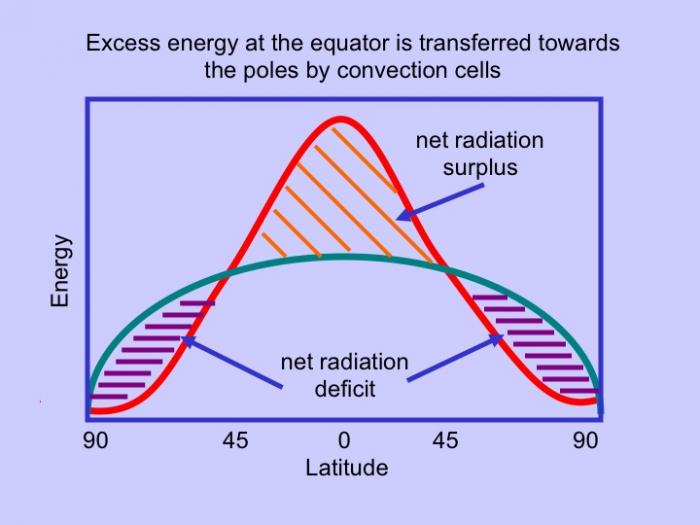 Excess energy at the equator is transferred towards
the poles by convection cells
net radiation
surplus
Energy
net radiation
deficit
90 45 0 45 90
Latitude